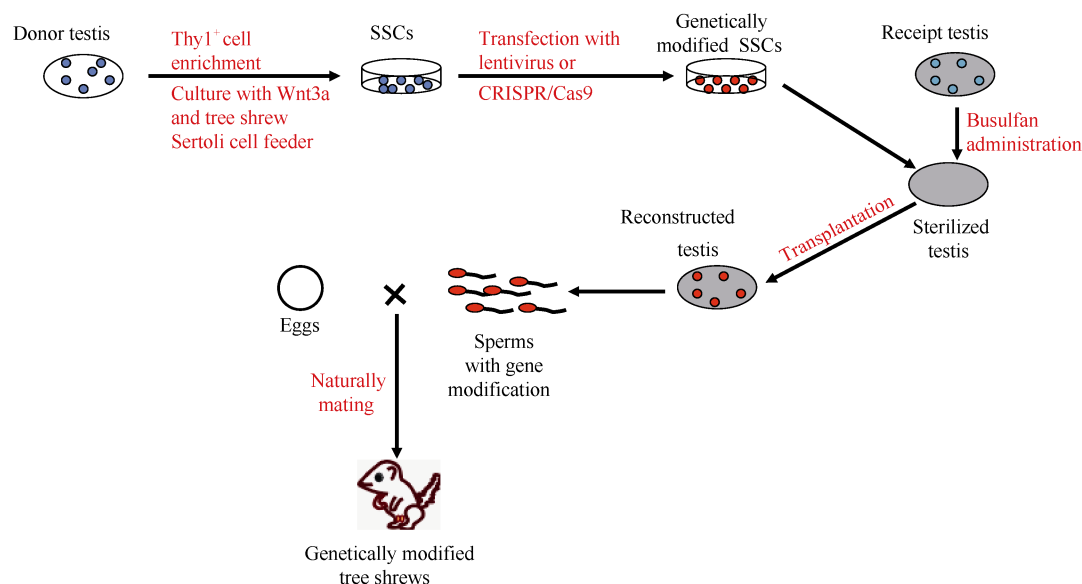 Donor testis
Thy1⁺ cell
enrichment
Culture with Wnt3a
and tree shrew
Sertoli cell feeder
SSCs
Transfection with
lentivirus or
CRISPR/Cas9
Genetically
modified SSCs
Receipt testis
Busulfan
administration
Sterilized
testis
Transplantation
Reconstructed
testis
Sperms
with gene
modification
Eggs
Naturally
mating
Genetically modified
tree shrews